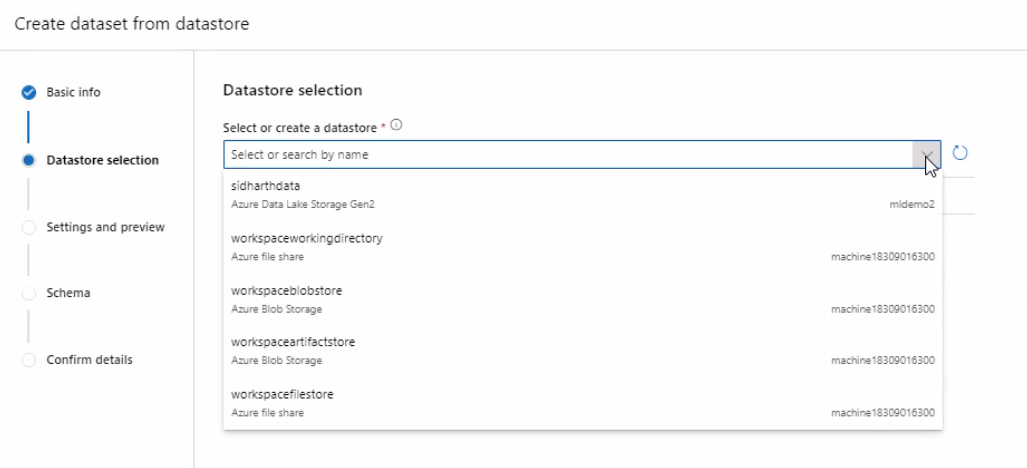 Create dataset from datastore
Basic info
Datastore selection
Settings and preview
Schema
Confirm details
Datastore selection
Select or create a datastore *
Select or search by name
sidharthdata
Azure Data Lake Storage Gen2 mldemo2
workspaceworkingdirectory
Azure file share machine18309016300
workspaceblobstore
Azure Blob Storage machine18309016300
workspaceartifactstore
Azure Blob Storage machine18309016300
workspacefilestore
Azure file share machine18309016300